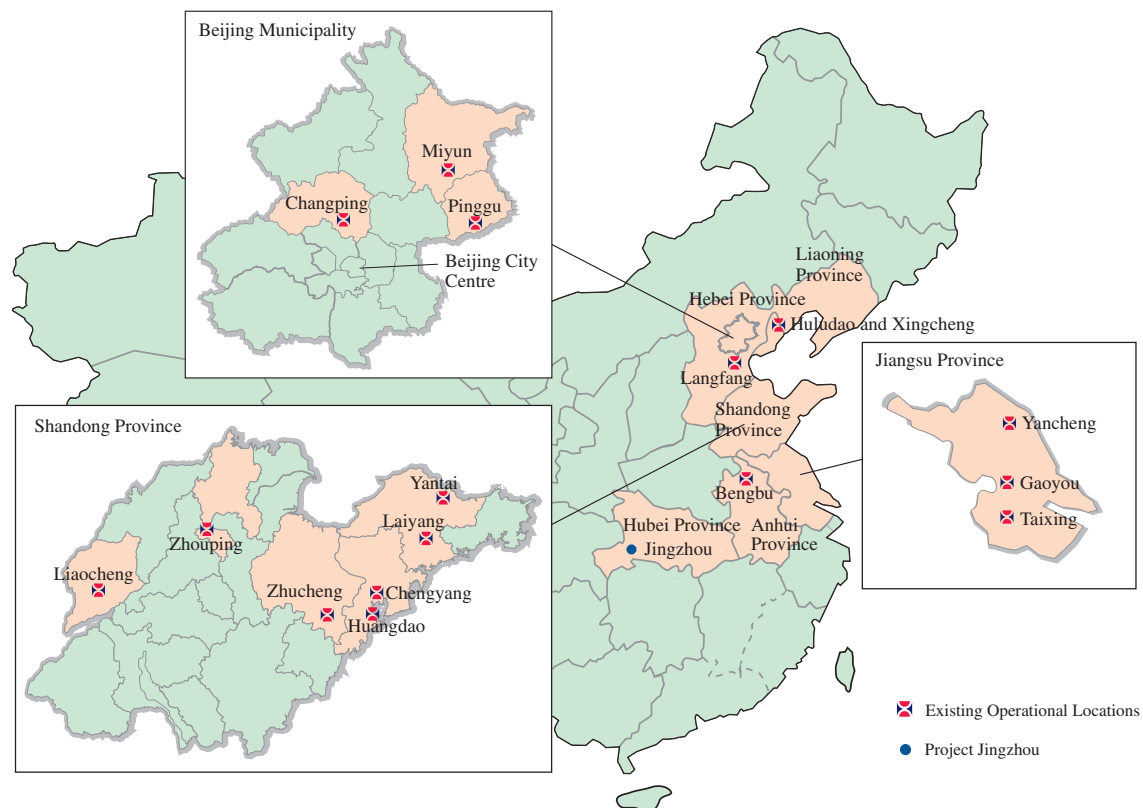 Beijing Municipality
Miyun
Changping
Pinggu
Beijing City
Centre
Liaoning
Province
Hebei Province
Huludao and Xingcheng
Langfang
Shandong
Province
Bengbu
Hubei Province
Anhui
Province
Jingzhou
Jiangsu Province
Yancheng
Gaoyou
Taixing
Shandong Province
Yantai
Laiyang
Zhouping
Liaocheng
Zhucheng
Chengyang
Huangdao
Existing Operational Locations
Project Jingzhou